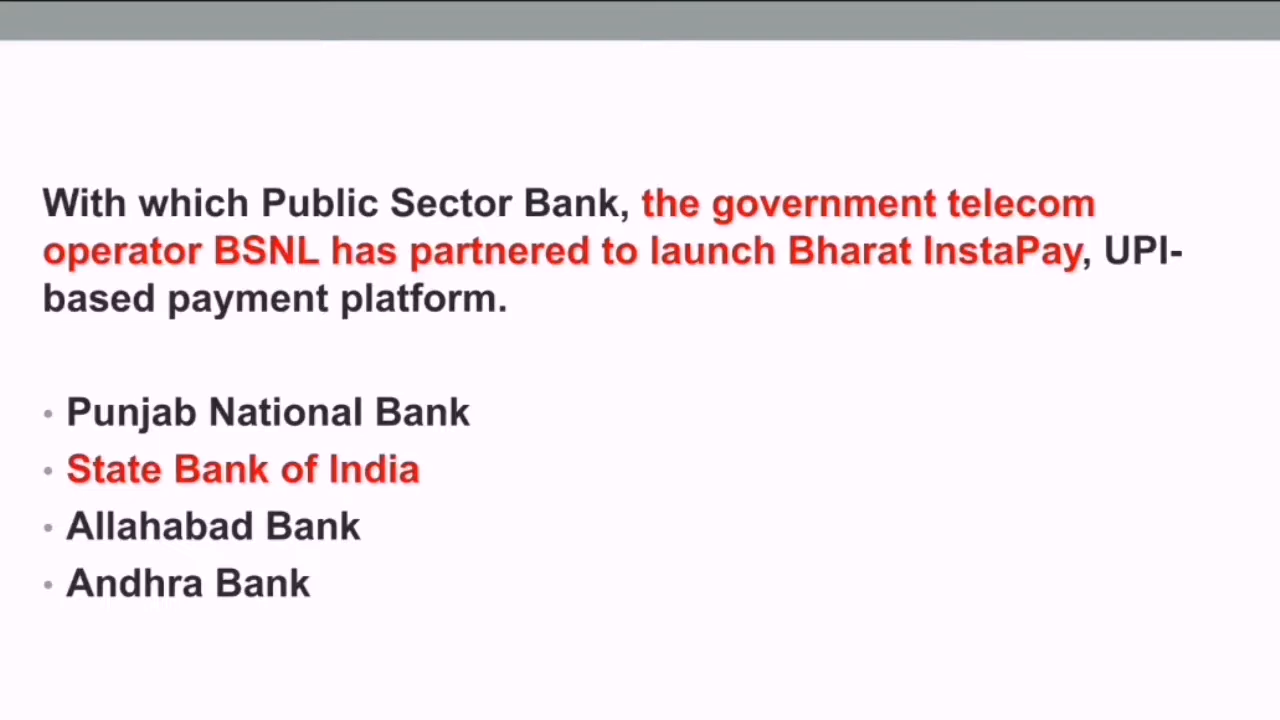 With which Public Sector Bank, the government telecom
operator BSNL has partnered to launch Bharat InstaPay, UPI-
based payment platform.
• Punjab National Bank
• State Bank of India
• Allahabad Bank
• Andhra Bank